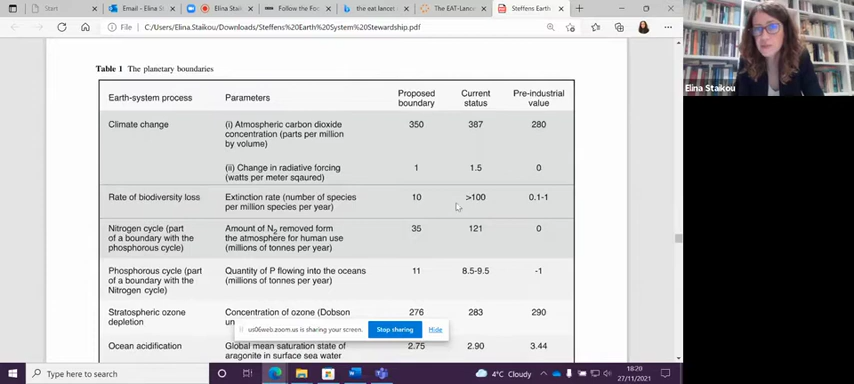 Start
Email - Elina St
Elina Staikou
Zoom
Follow the Foo
the eat lancet
The EAT-Lance
Steffens Earth
File
C:/Users/Elina.Staikou/Downloads/Steffens%20Earth%20System%20Stewardship.pdf
Elina Staikou
Table 1 The planetary boundaries
Earth-system process Parameters Proposed boundary Current status Pre-industrial value
Climate change (i) Atmospheric carbon dioxide 350 387 280
concentration (parts per million
by volume)
(ii) Change in radiative forcing 1 1.5 0
(watts per meter sqaured)
Rate of biodiversity loss Extinction rate (number of species 10 >100 0.1-1
per million species per year)
Nitrogen cycle (part Amount of N2 removed form 35 121 0
of a boundary with the the atmosphere for human use
phosphorous cycle) (millions of tonnes per year)
Phosphorous cycle (part Quantity of P flowing into the oceans 11 8.5-9.5 -1
of a boundary with the (millions of tonnes per year)
Nitrogen cycle)
Stratospheric ozone Concentration of ozone (Dobson 276 283 290
depletion un
us06web.zoom.us is sharing your screen. Stop sharing Hide
Ocean acidification Global mean saturation state of 2.75 2.90 3.44
aragonite in surface sea water
Type here to search
4°C Cloudy
18:20
27/11/2021